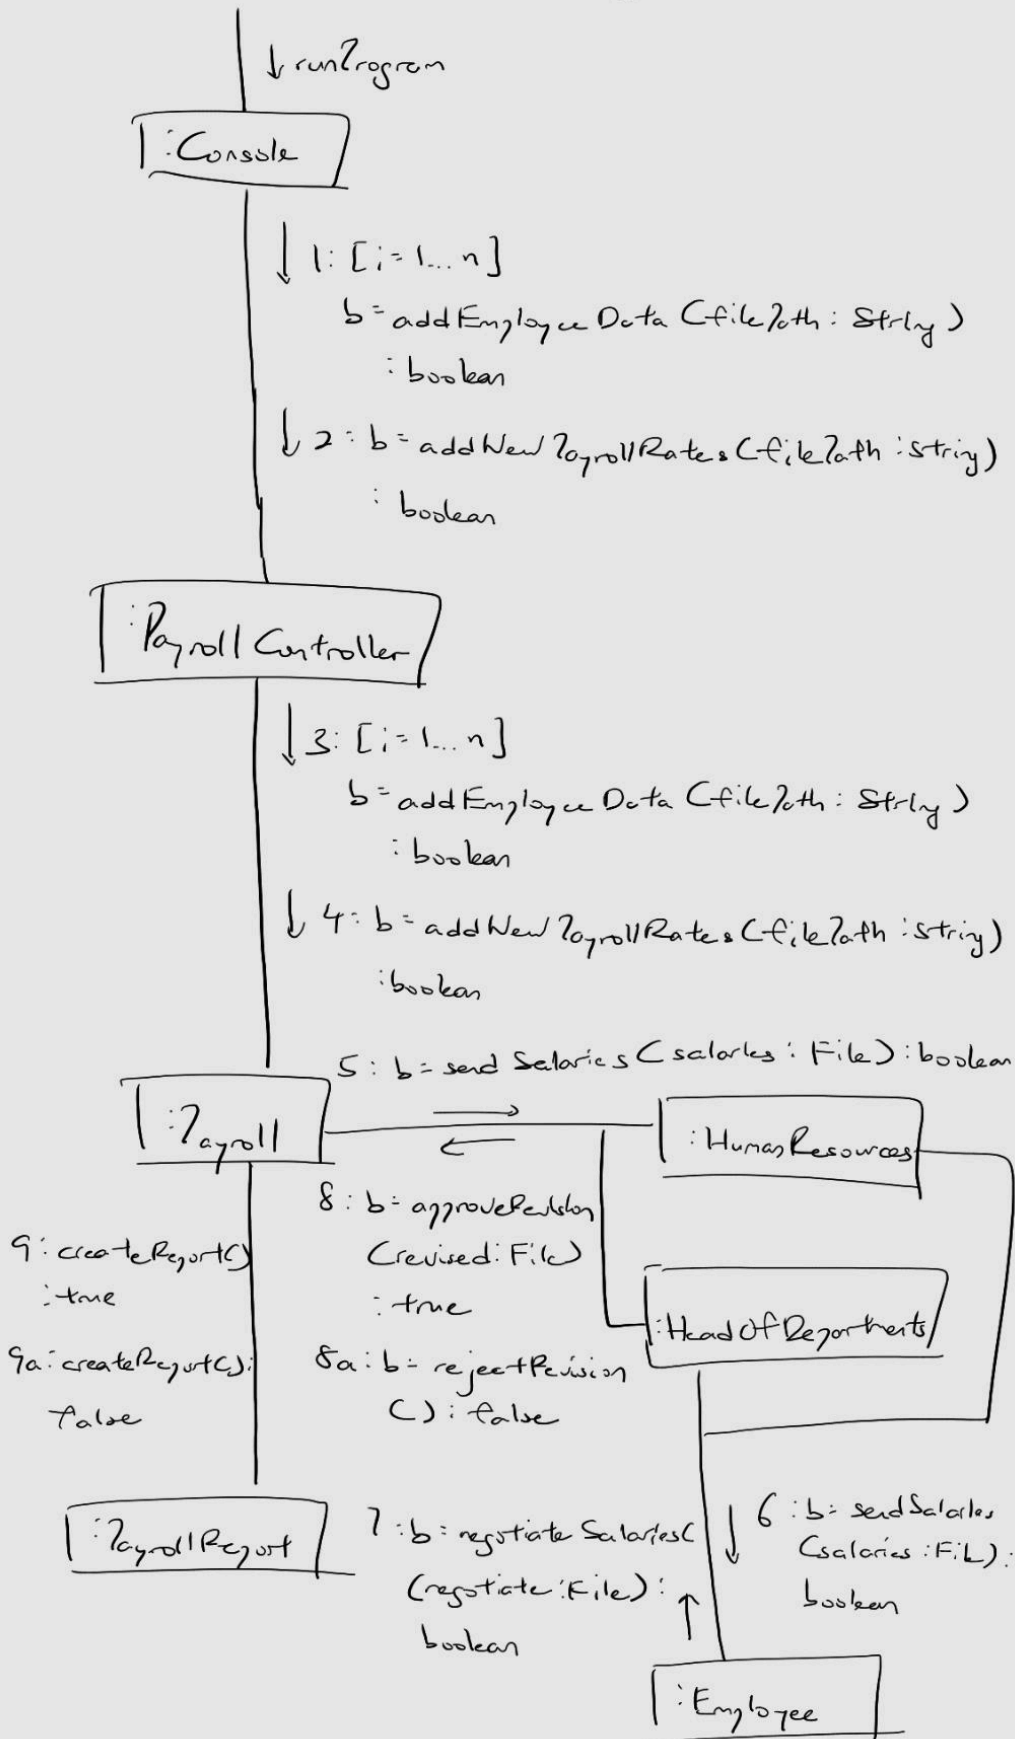 ↓ runProgram
:Console
↓ 1: [i=1...n]
b=addEmployeeData(filePath: String)
:boolean
↓ 2: b=addNewPayrollRates(filePath:string)
: boolean
:PayrollController
↓ 3: [i=1...n]
b=addEmployeeData(filePath: String)
:boolean
↓ 4: b=addNewPayrollRates(filePath:string)
:boolean
5: b=sendSalaries(salaries: File):boolean
:Payroll
:HumanResources
8: b=approveRevision
(revised:File)
:true
9:createReport()
:true
:HeadOfDepartments
9a:createReport():
false
8a:b=rejectRevision
():false
:PayrollReport
7:b=negotiateSalaries(
(negotiate:File):
boolean
6:b=sendSalaries
(salaries:File):
boolean
:Employee